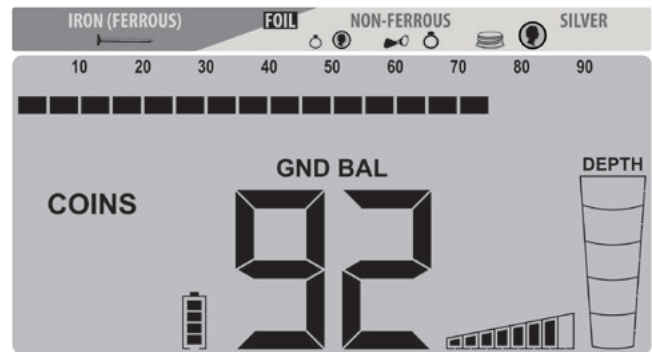 IRON (FERROUS) FOIL NON-FERROUS SILVER
10 20 30 40 50 60 70 80 90
GND BAL
DEPTH
COINS
92